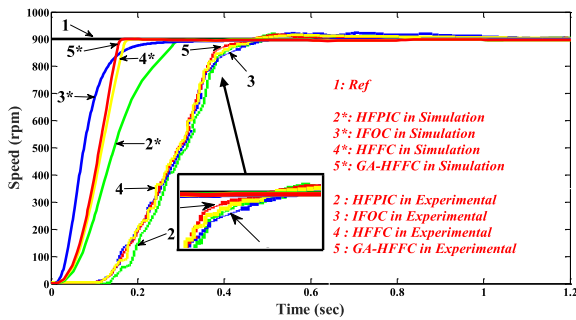 1000
900
800
700
600
500
400
300
200
100
0
0
0.2
0.4
0.6
0.8
1
1.2
Speed (rpm)
Time (sec)
1
5*
4*
3*
2*
5
3
4
2
1: Ref
2*: HFPIC in Simulation
3*: IFOC in Simulation
4*: HFFC in Simulation
5*: GA-HFFC in Simulation
2 : HFPIC in Experimental
3 : IFOC in Experimental
4 : HFFC in Experimental
5 : GA-HFFC in Experimental